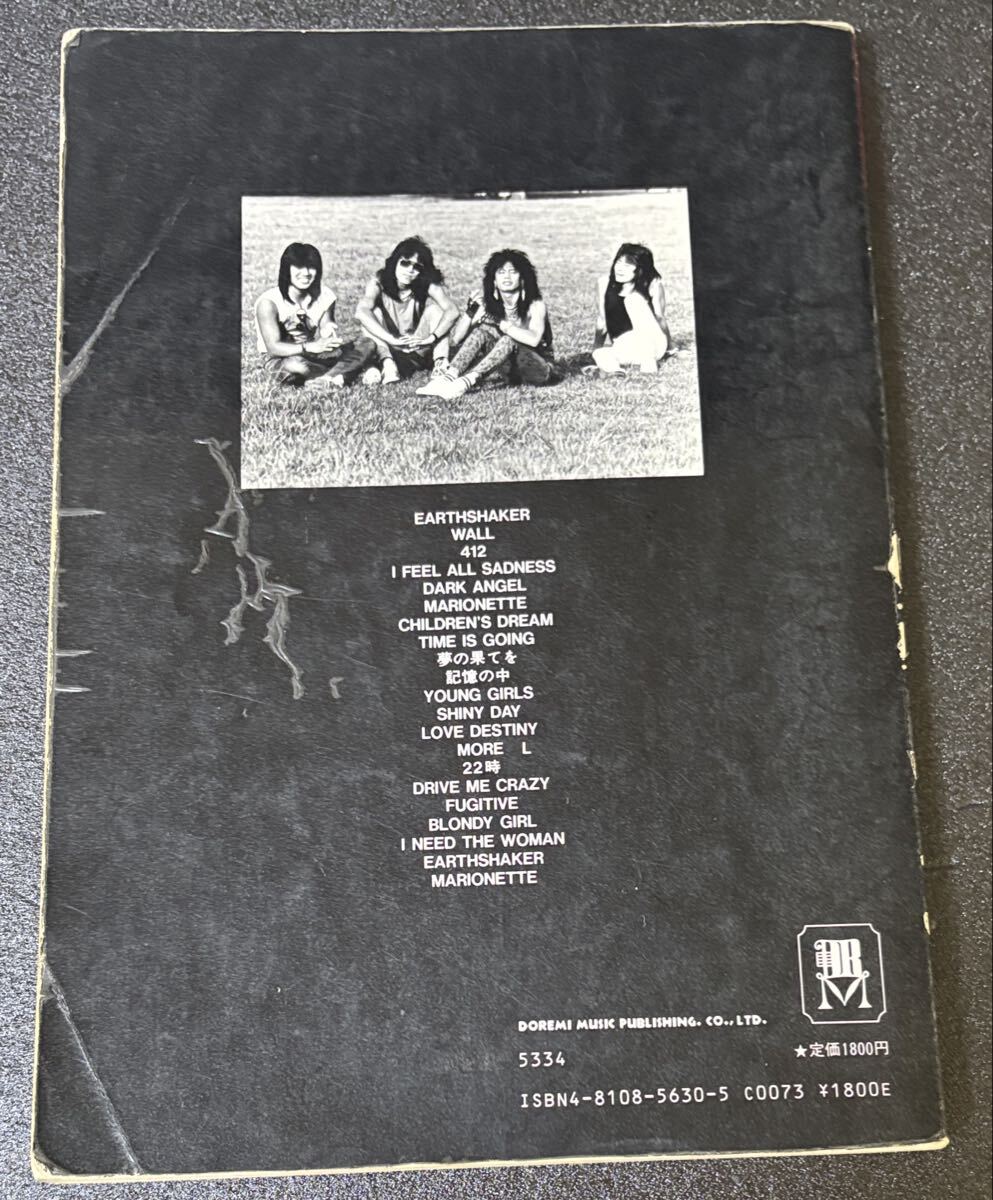 EARTHSHAKER
WALL
412
I FEEL ALL SADNESS
DARK ANGEL
MARIONETTE
CHILDREN'S DREAM
TIME IS GOING
夢の果てを
記憶の中
YOUNG GIRLS
SHINY DAY
LOVE DESTINY
MORE L
22時
DRIVE ME CRAZY
FUGITIVE
BLONDY GIRL
I NEED THE WOMAN
EARTHSHAKER
MARIONETTE
DRM
DOREMI MUSIC PUBLISHING. CO., LTD.
5334 ★定価1800円
ISBN4-8108-5630-5 C0073 ¥1800E